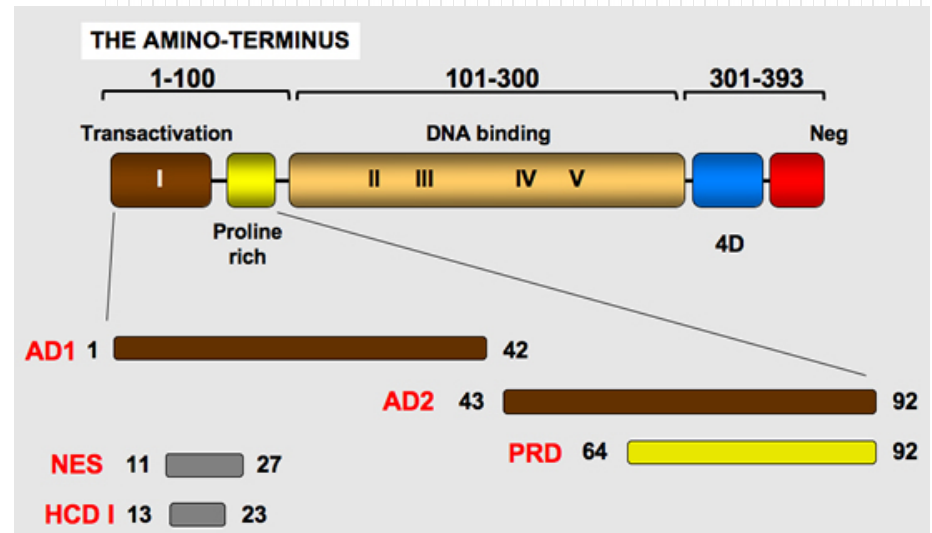 THE AMINO-TERMINUS
1-100 101-300 301-393
Transactivation DNA binding Neg
I II III IV V
Proline
rich
4D
AD1 1 42
AD2 43 92
PRD 64 92
NES 11 27
HCD I 13 23